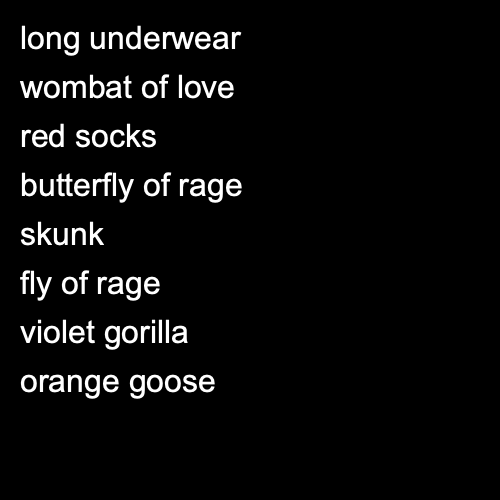 long underwear
wombat of love
red socks
butterfly of rage
skunk
fly of rage
violet gorilla
orange goose